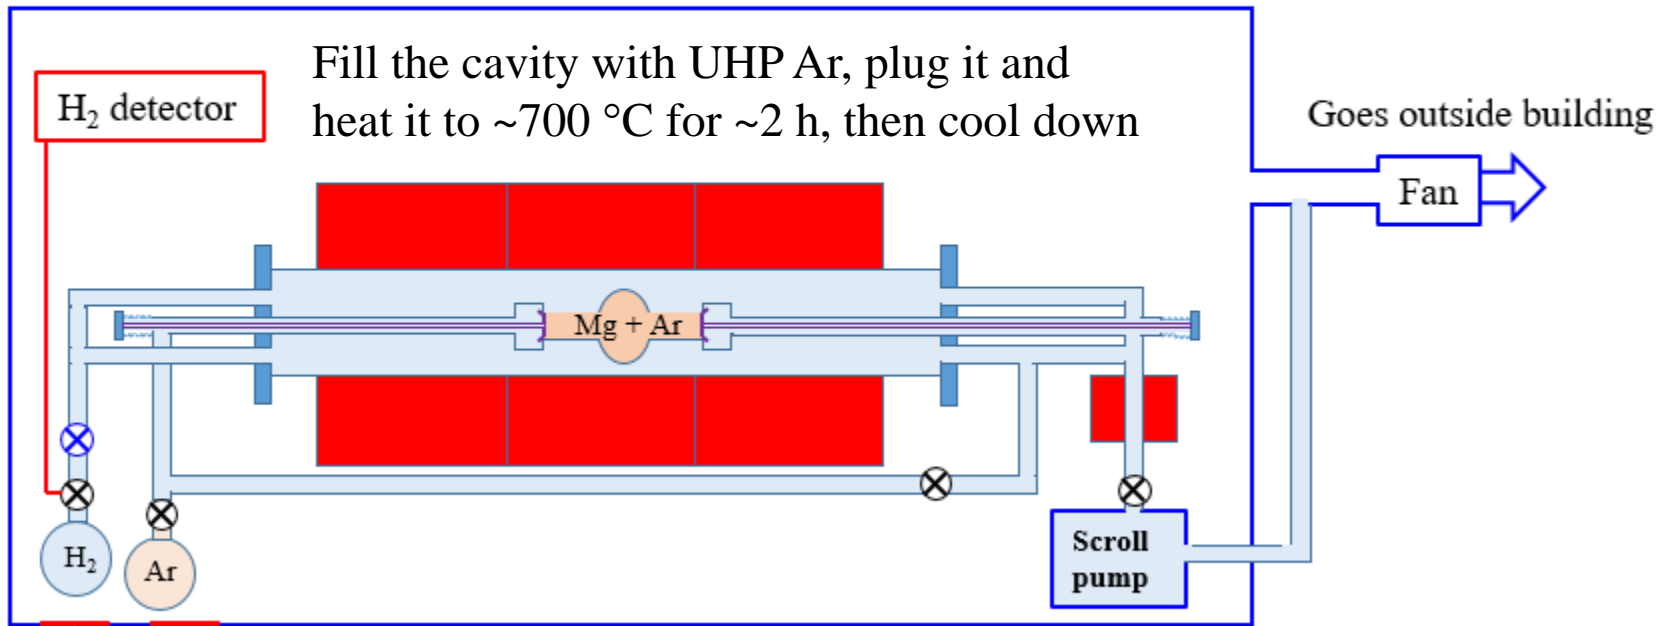 Fill the cavity with UHP Ar, plug it and
heat it to ~700 °C for ~2 h, then cool down
H₂ detector
Goes outside building
Fan
Mg + Ar
H₂
Ar
Scroll
pump